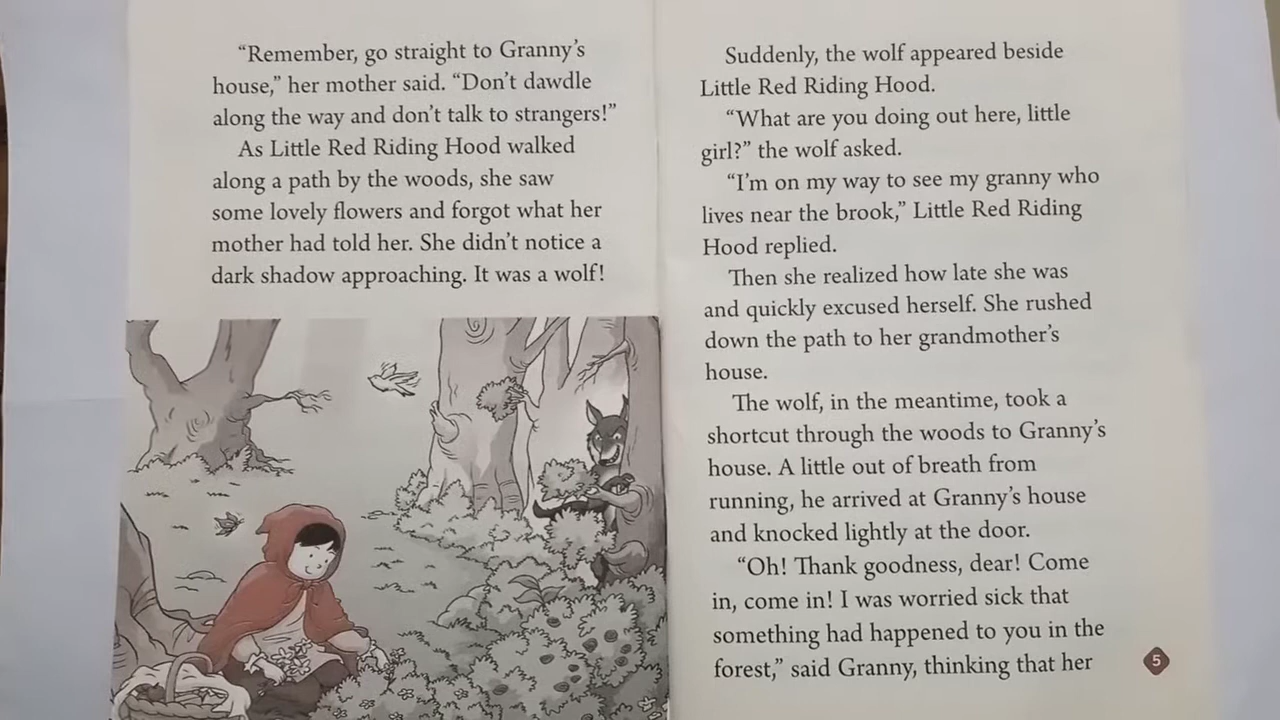 “Remember, go straight to Granny’s
house,” her mother said. “Don’t dawdle
along the way and don’t talk to strangers!”
As Little Red Riding Hood walked
along a path by the woods, she saw
some lovely flowers and forgot what her
mother had told her. She didn’t notice a
dark shadow approaching. It was a wolf!
Suddenly, the wolf appeared beside
Little Red Riding Hood.
“What are you doing out here, little
girl?” the wolf asked.
“I’m on my way to see my granny who
lives near the brook,” Little Red Riding
Hood replied.
Then she realized how late she was
and quickly excused herself. She rushed
down the path to her grandmother’s
house.
The wolf, in the meantime, took a
shortcut through the woods to Granny’s
house. A little out of breath from
running, he arrived at Granny’s house
and knocked lightly at the door.
“Oh! Thank goodness, dear! Come
in, come in! I was worried sick that
something had happened to you in the
forest,” said Granny, thinking that her
5